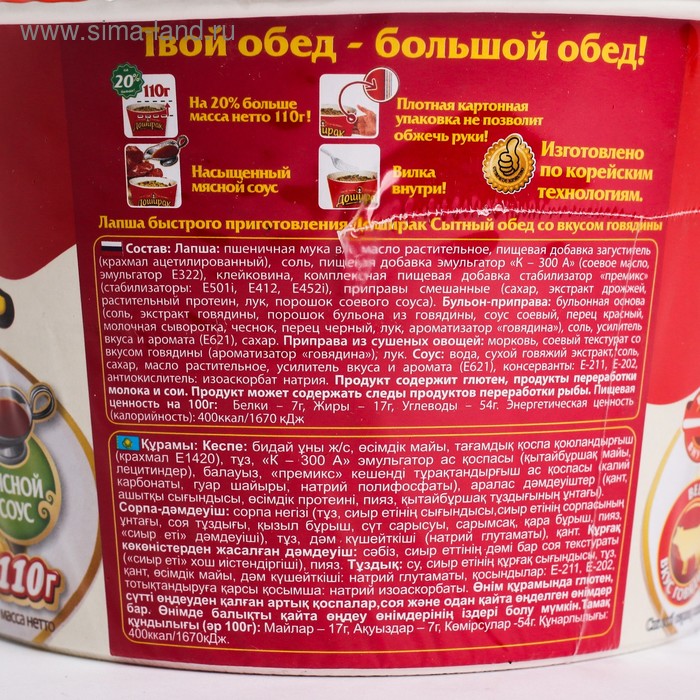 www.sima-land.ru
Твой обед - большой обед!
20%
110г
На 20% больше
масса нетто 110г!
Плотная картонная
упаковка не позволит
обжечь руки!
Насыщенный
мясной соус
Доширак
Вилка
внутри!
Изготовлено
по корейским
технологиям.
Лапша быстрого приготовления Доширак Сытный обед со вкусом говядины
Состав: Лапша: пшеничная мука в/с, масло растительное, пищевая добавка загуститель
(крахмал ацетилированный), соль, пищевая добавка эмульгатор «К – 300 А» (соевое масло,
эмульгатор Е322), клейковина, комплексная пищевая добавка стабилизатор «премикс»
(стабилизаторы: E501i, E412, E452i), приправы смешанные (сахар, экстракт дрожжей,
растительный протеин, лук, порошок соевого соуса). Бульон-приправа: бульонная основа
(соль, экстракт говядины, порошок бульона из говядины, соус соевый, перец красный,
молочная сыворотка, чеснок, перец черный, лук, ароматизатор «говядина»), соль, усилитель
вкуса и аромата (Е621), сахар. Приправа из сушеных овощей: морковь, соевый текстурат со
вкусом говядины (ароматизатор «говядина»), лук. Соус: вода, сухой говяжий экстракт, соль,
сахар, масло растительное, усилитель вкуса и аромата (Е621), консерванты: Е-211, Е-202,
антиокислитель: изоаскорбат натрия. Продукт содержит глютен, продукты переработки
молока и сои. Продукт может содержать следы продуктов переработки рыбы. Пищевая
ценность на 100г: Белки – 7г, Жиры – 17г, Углеводы – 54г. Энергетическая ценность
(калорийность): 400ккал/1670 кДж
Құрамы: Кеспе: бидай ұны ж/с, өсімдік майы, тағамдық қоспа қоюландырғыш
(крахмал Е1420), тұз, «К – 300 А» эмульгатор ас қоспасы (қытайбұршақ майы,
лецитиндер), балауыз, «премикс» кешенді тұрақтандырғыш ас қоспасы (калий
карбонаты, гуар шайыры, натрий полифосфаты), аралас дәмдеуіштер (қант,
ашытқы сығындысы, өсімдік протеині, пияз, қытайбұршақ тұздығының ұнтағы).
Сорпа-дәмдеуіш: сорпа негізі (тұз, сиыр етінің сығындысы,сиыр етінің сорпасының
ұнтағы, соя тұздығы, қызыл бұрыш, сүт сарысуы, сарымсақ, қара бұрыш, пияз,
«сиыр еті» дәмдеуіші), тұз, дәм күшейткіші (натрий глутаматы), қант. Құрғақ
көкөністерден жасалған дәмдеуіш: сәбіз, сиыр еттінің дәмі бар соя текстураты
(«сиыр еті» хош иістендіргіші), пияз. Тұздық: су, сиыр етінің құрғақ сығындысы, тұз,
қант, өсімдік майы, дәм күшейткіші: натрий глутаматы, қосындылар: Е-211, Е-202,
тотықтандыруға қарсы қосымша: натрий изоаскорбаты. Өнім құрамында глютен,
сүтті өңдеуден қалған артық қоспалар,соя және одан қайта өңделген өнімдер
бар. Өнімде балықты қайта өңдеу өнімдерінің іздері болу мүмкін.Тамақ
құндылығы (әр 100г): Майлар – 17г, Ақуыздар – 7г, Көмірсулар -54г. Құнарлылығы:
400ккал/1670кДж.
СОУС
110г
масса нетто